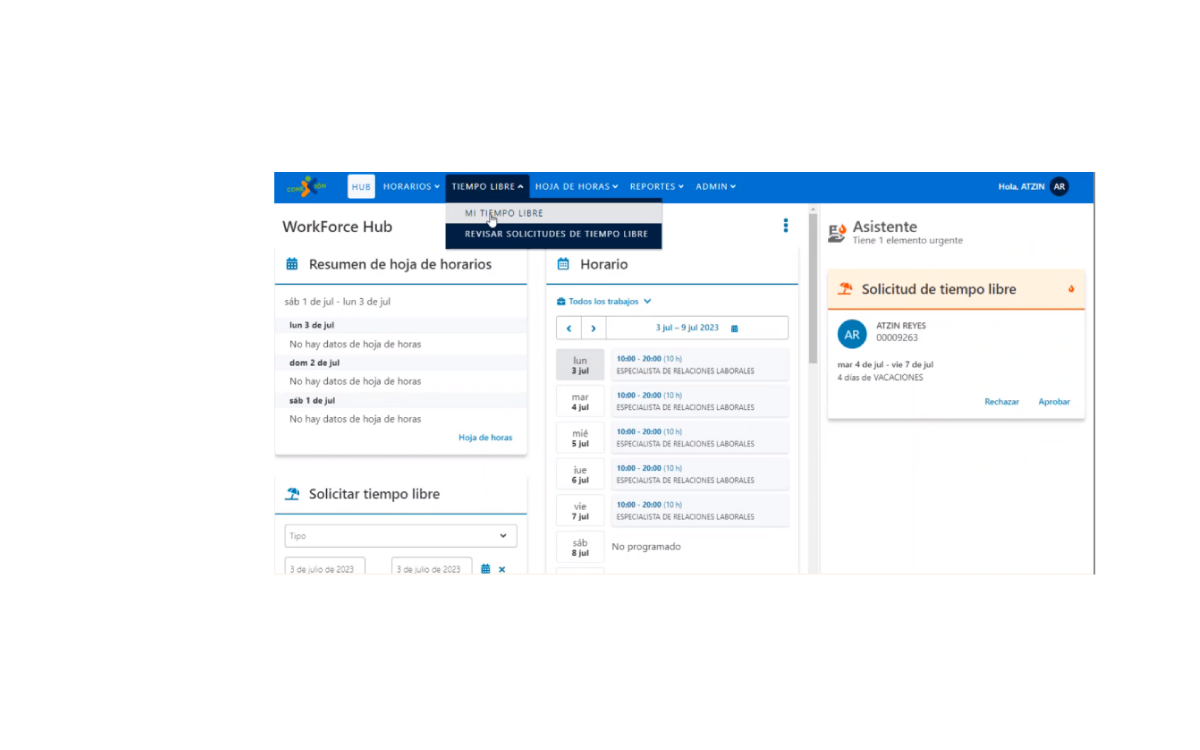 HUB HORARIOS TIEMPO LIBRE HOJA DE HORAS REPORTES ADMIN Hola, ATZIN AR
MI TIEMPO LIBRE
REVISAR SOLICITUDES DE TIEMPO LIBRE
WorkForce Hub
Resumen de hoja de horarios
sáb 1 de jul - lun 3 de jul
lun 3 de jul
No hay datos de hoja de horas
dom 2 de jul
No hay datos de hoja de horas
sáb 1 de jul
No hay datos de hoja de horas
Hoja de horas
Solicitar tiempo libre
Tipo
3 de julio de 2023 3 de julio de 2023
Horario
Todos los trabajos
3 jul – 9 jul 2023
lun
3 jul
10:00 - 20:00 (10 h)
ESPECIALISTA DE RELACIONES LABORALES
mar
4 jul
10:00 - 20:00 (10 h)
ESPECIALISTA DE RELACIONES LABORALES
mié
5 jul
10:00 - 20:00 (10 h)
ESPECIALISTA DE RELACIONES LABORALES
jue
6 jul
10:00 - 20:00 (10 h)
ESPECIALISTA DE RELACIONES LABORALES
vie
7 jul
10:00 - 20:00 (10 h)
ESPECIALISTA DE RELACIONES LABORALES
sáb
8 jul
No programado
Asistente
Tiene 1 elemento urgente
Solicitud de tiempo libre
AR
ATZIN REYES
00009263
mar 4 de jul - vie 7 de jul
4 días de VACACIONES
Rechazar Aprobar